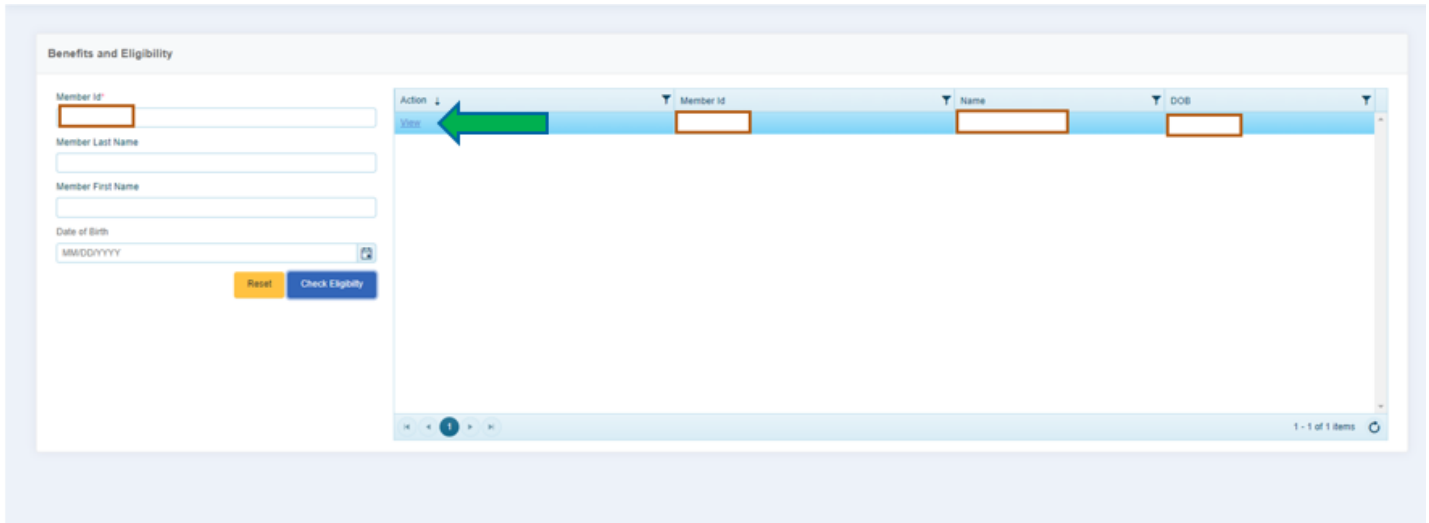 Benefits and Eligibility
Member Id*
Member Last Name
Member First Name
Date of Birth
MM/DD/YYYY
Reset Check Eligibilty
Action Member Id Name DOB
View
1 1 - 1 of 1 items